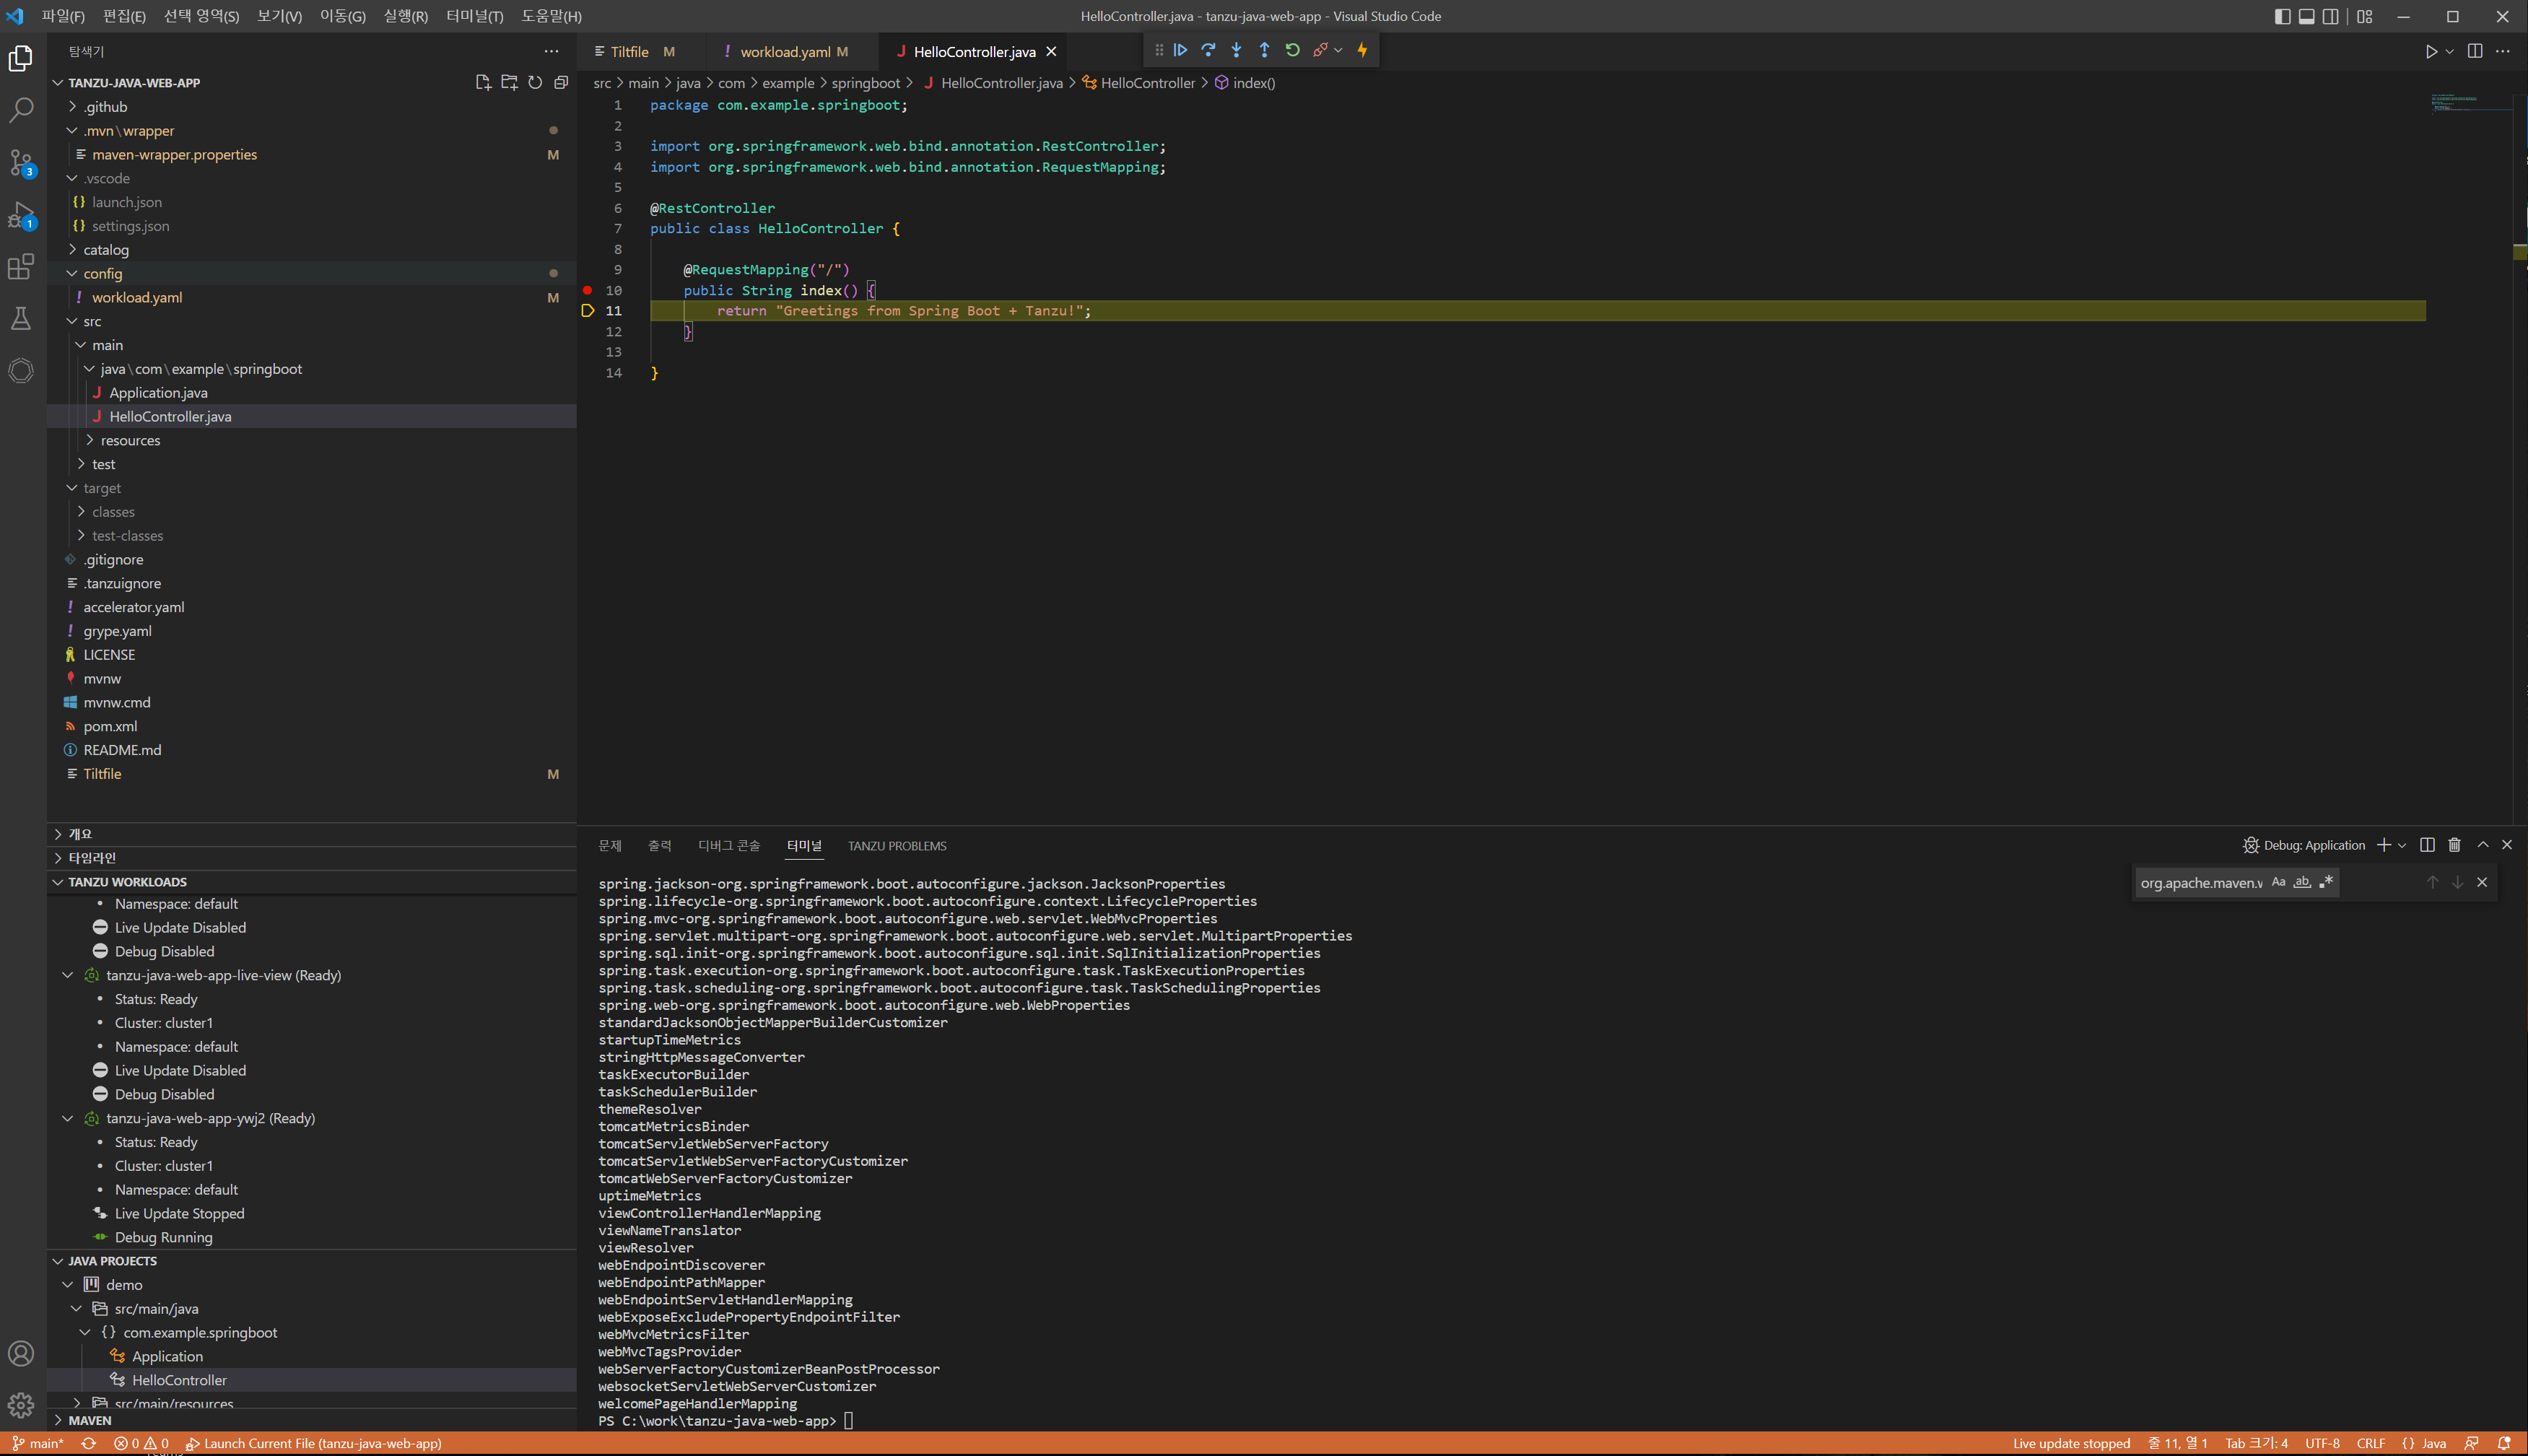 파일(F) 편집(E) 선택 영역(S) 보기(V) 이동(G) 실행(R) 터미널(T) 도움말(H)
HelloController.java - tanzu-java-web-app - Visual Studio Code
탐색기
TANZU-JAVA-WEB-APP
.github
.mvn\wrapper
maven-wrapper.properties M
.vscode
{} launch.json
{} settings.json
catalog
config
! workload.yaml M
src
main
java\com\example\springboot
J Application.java
J HelloController.java
resources
test
target
classes
test-classes
.gitignore
.tanzuignore
! accelerator.yaml
! grype.yaml
LICENSE
mvnw
mvnw.cmd
pom.xml
README.md
Tiltfile M
개요
타임라인
TANZU WORKLOADS
Namespace: default
Live Update Disabled
Debug Disabled
tanzu-java-web-app-live-view (Ready)
Status: Ready
Cluster: cluster1
Namespace: default
Live Update Disabled
Debug Disabled
tanzu-java-web-app-ywj2 (Ready)
Status: Ready
Cluster: cluster1
Namespace: default
Live Update Stopped
Debug Running
JAVA PROJECTS
demo
src/main/java
{} com.example.springboot
Application
HelloController
src/main/resources
MAVEN
3
1
Tiltfile M ! workload.yaml M J HelloController.java
src > main > java > com > example > springboot > J HelloController.java > HelloController > index()
1 package com.example.springboot;
2
3 import org.springframework.web.bind.annotation.RestController;
4 import org.springframework.web.bind.annotation.RequestMapping;
5
6 @RestController
7 public class HelloController {
8
9 @RequestMapping("/")
10 public String index() {
11 return "Greetings from Spring Boot + Tanzu!";
12 }
13
14 }
문제 출력 디버그 콘솔 터미널 TANZU PROBLEMS
Debug: Application
org.apache.maven.w Aa ab .*
spring.jackson-org.springframework.boot.autoconfigure.jackson.JacksonProperties
spring.lifecycle-org.springframework.boot.autoconfigure.context.LifecycleProperties
spring.mvc-org.springframework.boot.autoconfigure.web.servlet.WebMvcProperties
spring.servlet.multipart-org.springframework.boot.autoconfigure.web.servlet.MultipartProperties
spring.sql.init-org.springframework.boot.autoconfigure.sql.init.SqlInitializationProperties
spring.task.execution-org.springframework.boot.autoconfigure.task.TaskExecutionProperties
spring.task.scheduling-org.springframework.boot.autoconfigure.task.TaskSchedulingProperties
spring.web-org.springframework.boot.autoconfigure.web.WebProperties
standardJacksonObjectMapperBuilderCustomizer
startupTimeMetrics
stringHttpMessageConverter
taskExecutorBuilder
taskSchedulerBuilder
themeResolver
tomcatMetricsBinder
tomcatServletWebServerFactory
tomcatServletWebServerFactoryCustomizer
tomcatWebServerFactoryCustomizer
uptimeMetrics
viewControllerHandlerMapping
viewNameTranslator
viewResolver
webEndpointDiscoverer
webEndpointPathMapper
webEndpointServletHandlerMapping
webExposeExcludePropertyEndpointFilter
webMvcMetricsFilter
webMvcTagsProvider
webServerFactoryCustomizerBeanPostProcessor
websocketServletWebServerCustomizer
welcomePageHandlerMapping
PS C:\work\tanzu-java-web-app>
main* 0 0 Launch Current File (tanzu-java-web-app)
Live update stopped 줄 11, 열 1 Tab 크기: 4 UTF-8 CRLF {} Java